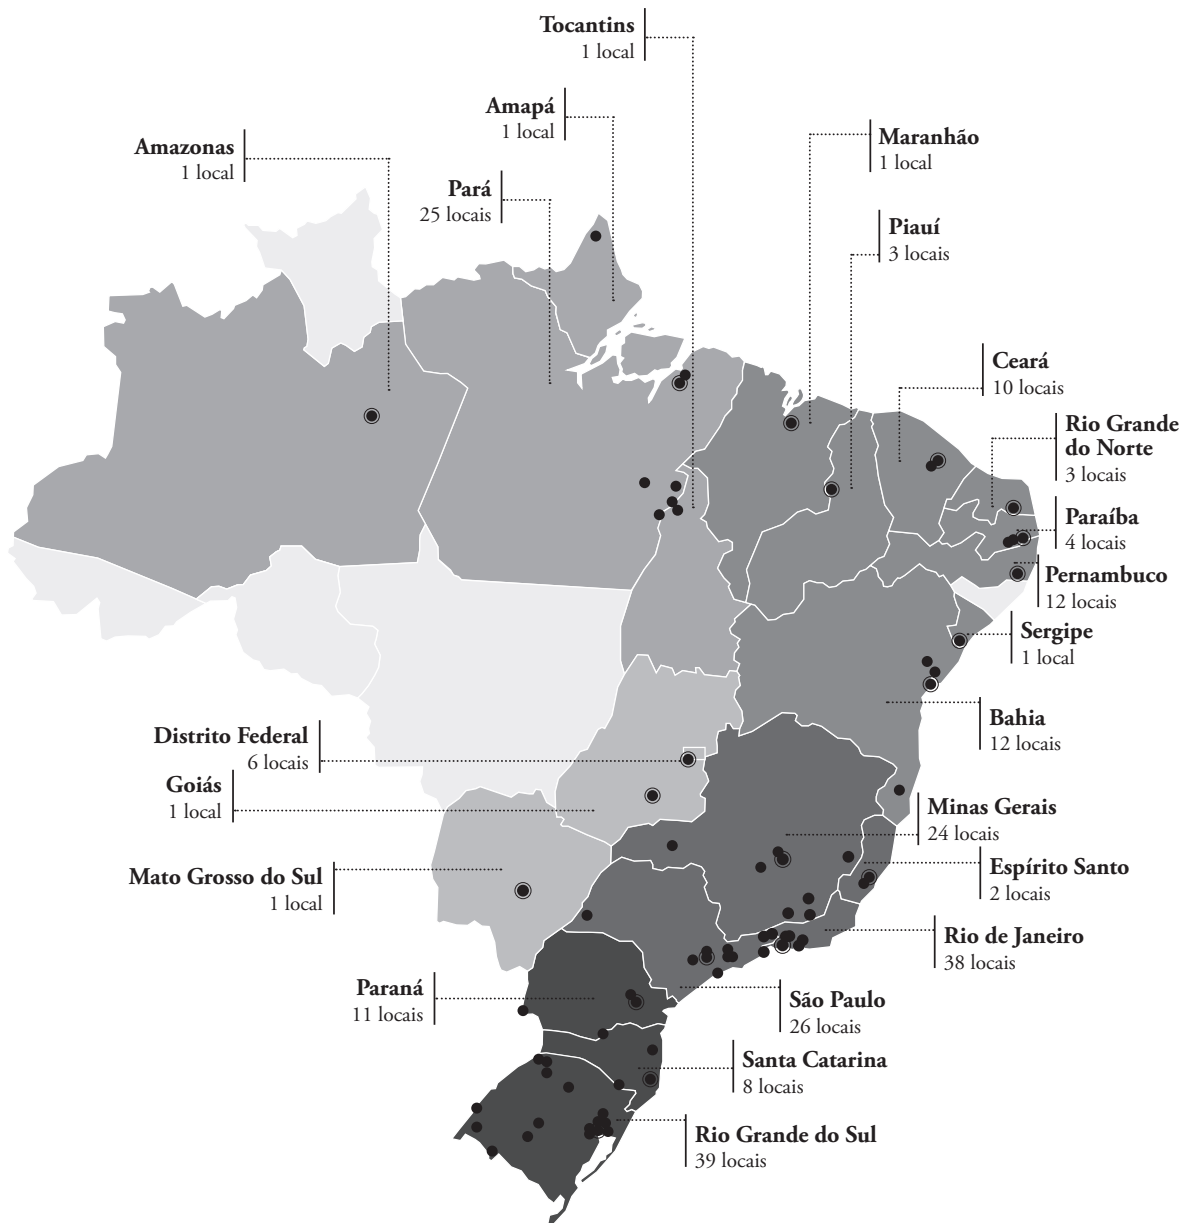 Tocantins
1 local
Amapá
1 local
Amazonas
1 local
Maranhão
1 local
Pará
25 locais
Piauí
3 locais
Ceará
10 locais
Rio Grande
do Norte
3 locais
Paraíba
4 locais
Pernambuco
12 locais
Sergipe
1 local
Bahia
12 locais
Distrito Federal
6 locais
Goiás
1 local
Minas Gerais
24 locais
Espírito Santo
2 locais
Mato Grosso do Sul
1 local
Rio de Janeiro
38 locais
Paraná
11 locais
São Paulo
26 locais
Santa Catarina
8 locais
Rio Grande do Sul
39 locais